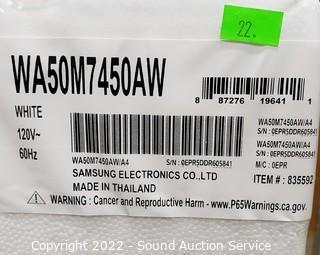 22.
WA50M7450AW
WHITE
120V~
60Hz
8 87276 19641 1
WA50M7450AW/A4
S/N : 0EPR5DDR605841
WA50M7450AW/A4
S/N : 0EPR5DDR605841
M/C : 0EPR
WA50M7450AW/A4 S/N : 0EPR5DDR605841
SAMSUNG ELECTRONICS CO.,LTD
MADE IN THAILAND
ITEM # : 835592
WARNING : Cancer and Reproductive Harm - www.P65Warnings.ca.gov.
Copyright 2022 - Sound Auction Service